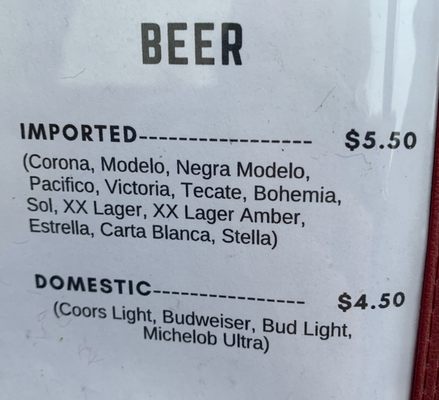 BEER
IMPORTED------------------- $5.50
(Corona, Modelo, Negra Modelo,
Pacifico, Victoria, Tecate, Bohemia,
Sol, XX Lager, XX Lager Amber,
Estrella, Carta Blanca, Stella)
DOMESTIC----------------- $4.50
(Coors Light, Budweiser, Bud Light,
Michelob Ultra)